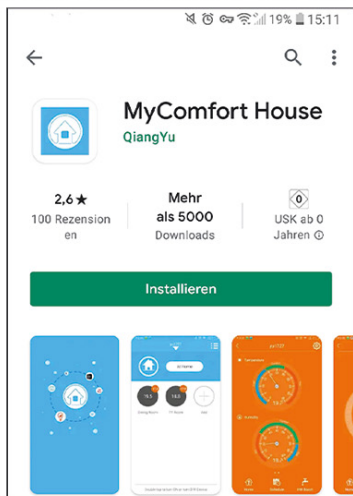 19% 15:11
MyComfort House
QiangYu
2,6 ★
100 Rezension
en
Mehr
als 5000
Downloads
0
USK ab 0
Jahren
Installieren